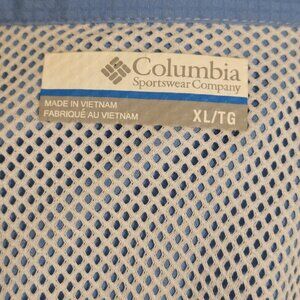 Columbia
Sportswear Company
MADE IN VIETNAM
FABRIQUÉ AU VIETNAM
XL/TG